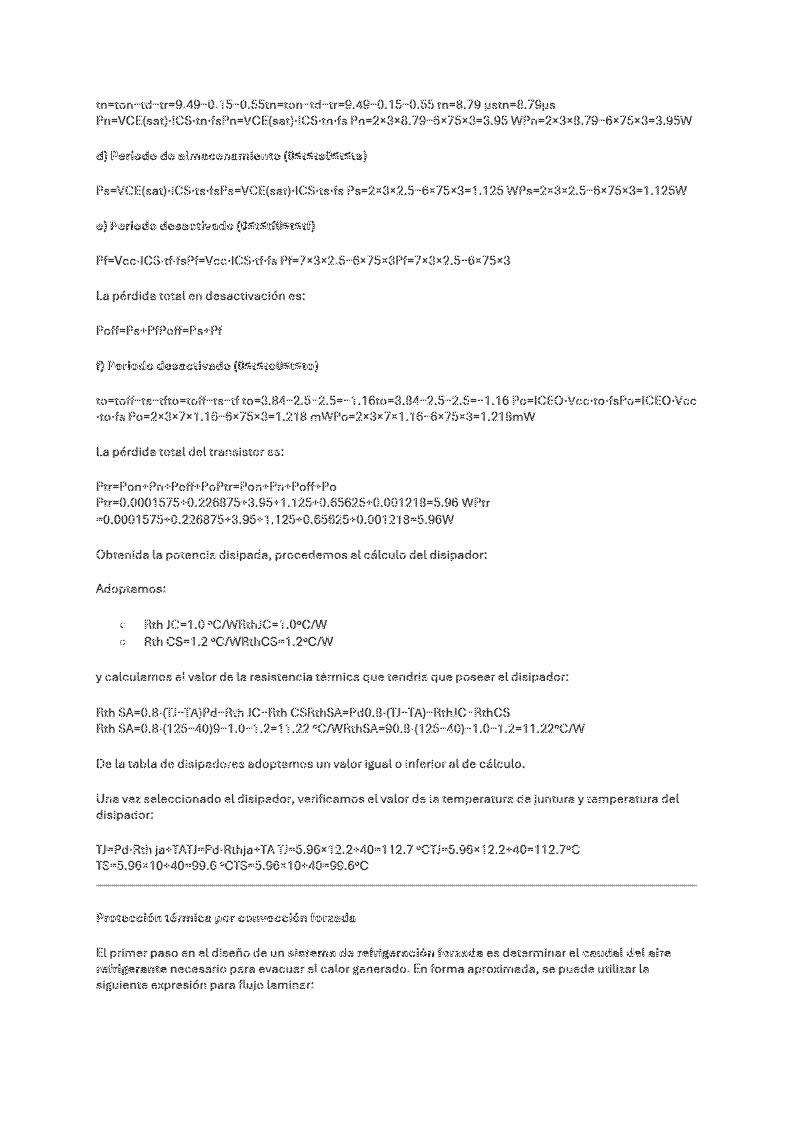 tn=ton−td−tr=9.49−0.15−0.55tn=ton−td−tr=9.49−0.15−0.55 tn=8.79 μstn=8.79μs
Pn=VCE(sat)⋅ICS⋅tn⋅fsPn=VCE(sat)⋅ICS⋅tn⋅fs Pn=2×3×8.79−6×75×3=3.95 WPn=2×3×8.79−6×75×3=3.95W
d) Periodo de almacenamiento (0≤t≤ts0≤t≤ts)
Ps=VCE(sat)⋅ICS⋅ts⋅fsPs=VCE(sat)⋅ICS⋅ts⋅fs Ps=2×3×2.5−6×75×3=1.125 WPs=2×3×2.5−6×75×3=1.125W
e) Periodo desactivado (0≤t≤tf0≤t≤tf)
Pf=Vcc⋅ICS⋅tf⋅fsPf=Vcc⋅ICS⋅tf⋅fs Pf=7×3×2.5−6×75×3Pf=7×3×2.5−6×75×3
La pérdida total en desactivación es:
Poff=Ps+PfPoff=Ps+Pf
f) Periodo desactivado (0≤t≤to0≤t≤to)
to=toff−ts−tfto=toff−ts−tf to=3.84−2.5−2.5=−1.16to=3.84−2.5−2.5=−1.16 Po=ICEO⋅Vcc⋅to⋅fsPo=ICEO⋅Vcc
⋅to⋅fs Po=2×3×7×1.16−6×75×3=1.218 mWPo=2×3×7×1.16−6×75×3=1.218mW
La pérdida total del transistor es:
Ptr=Pon+Pn+Poff+PoPtr=Pon+Pn+Poff+Po
Ptr=0.0001575+0.226875+3.95+1.125+0.65625+0.001218=5.96 WPtr
=0.0001575+0.226875+3.95+1.125+0.65625+0.001218=5.96W
Obtenida la potencia disipada, procedemos al cálculo del disipador:
Adoptamos:
o Rth JC=1.0 ºC/WRthJC=1.0ºC/W
o Rth CS=1.2 ºC/WRthCS=1.2ºC/W
y calculamos el valor de la resistencia térmica que tendría que poseer el disipador:
Rth SA=0.8⋅(TJ−TA)Pd−Rth JC−Rth CSRthSA=Pd0.8⋅(TJ−TA)−RthJC−RthCS
Rth SA=0.8⋅(125−40)9−1.0−1.2=11.22 ºC/WRthSA=90.8⋅(125−40)−1.0−1.2=11.22ºC/W
De la tabla de disipadores adoptamos un valor igual o inferior al de cálculo.
Una vez seleccionado el disipador, verificamos el valor de la temperatura de juntura y temperatura del
disipador:
TJ=Pd⋅Rth ja+TATJ=Pd⋅Rthja+TA TJ=5.96×12.2+40=112.7 ºCTJ=5.96×12.2+40=112.7ºC
TS=5.96×10+40=99.6 ºCTS=5.96×10+40=99.6ºC
Protección térmica por convección forzada
El primer paso en el diseño de un sistema de refrigeración forzada es determinar el caudal del aire
refrigerante necesario para evacuar el calor generado. En forma aproximada, se puede utilizar la
siguiente expresión para flujo laminar: